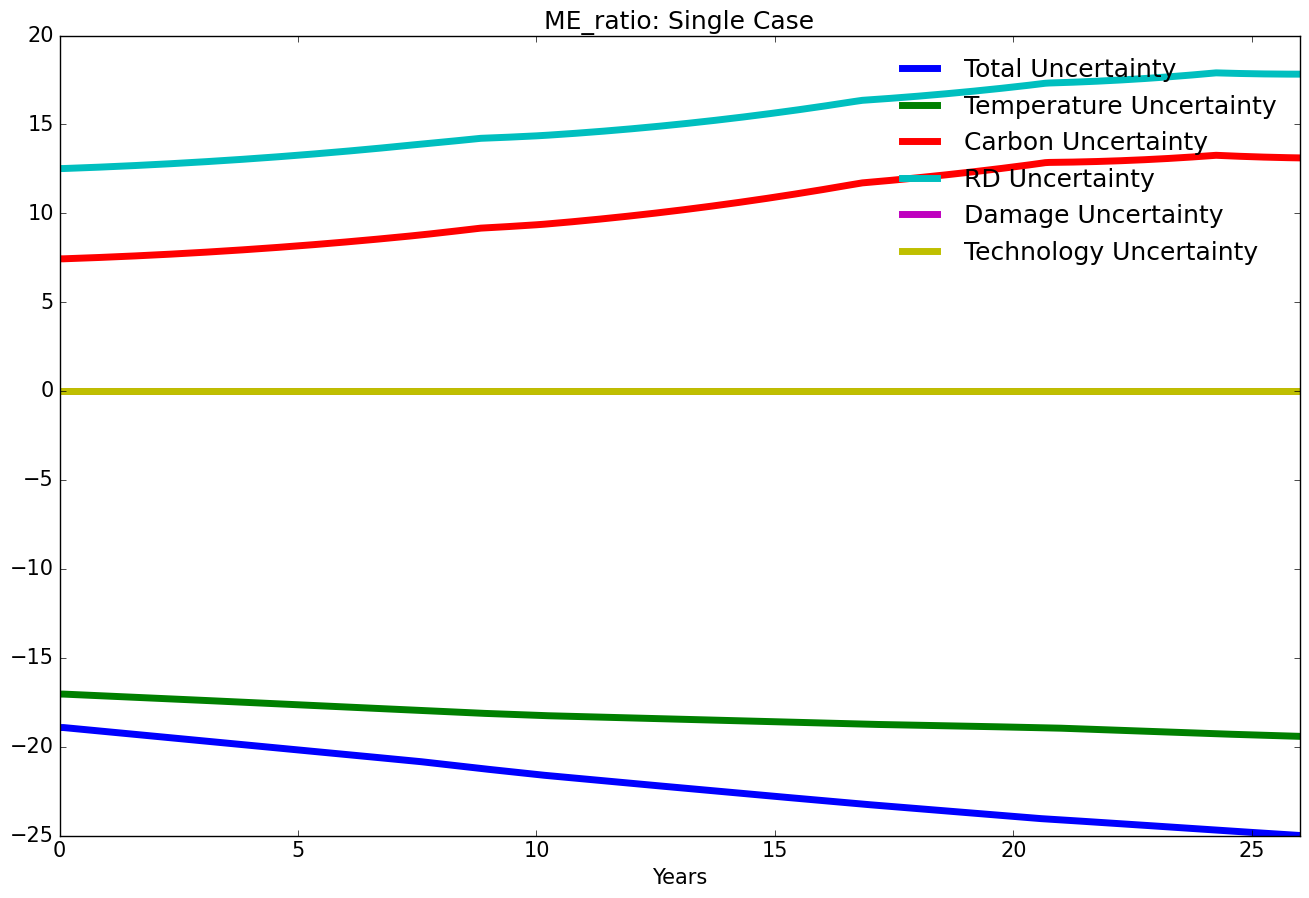 ME_ratio: Single Case
20
15
10
5
0
−5
−10
−15
−20
−25
Total Uncertainty
Temperature Uncertainty
Carbon Uncertainty
RD Uncertainty
Damage Uncertainty
Technology Uncertainty
0 5 10 15 20 25
Years